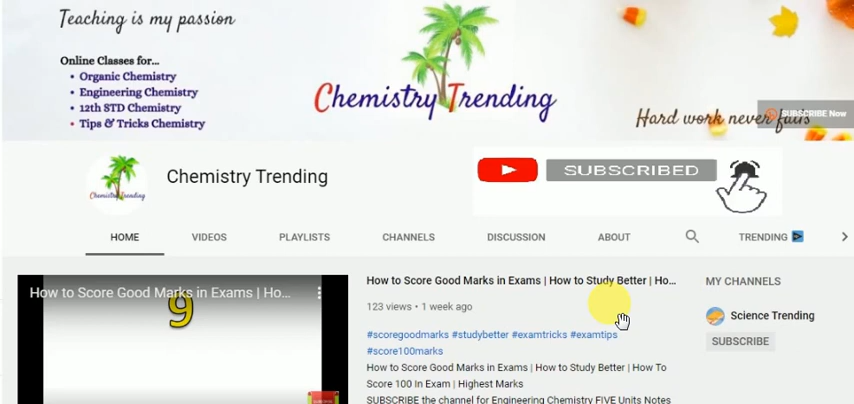 Teaching is my passion
Online Classes for...
• Organic Chemistry
• Engineering Chemistry
• 12th STD Chemistry
• Tips & Tricks Chemistry
Chemistry Trending
Hard work never fails
SUBSCRIBE Now
Chemistry Trending
Chemistry Trending
SUBSCRIBED
HOME VIDEOS PLAYLISTS CHANNELS DISCUSSION ABOUT TRENDING
How to Score Good Marks in Exams | Ho...
9
How to Score Good Marks in Exams | How to Study Better | Ho...
123 views • 1 week ago
#scoregoodmarks #studybetter #examtricks #examtips
#score100marks
How to Score Good Marks in Exams | How to Study Better | How To
Score 100 In Exam | Highest Marks
SUBSCRIBE the channel for Engineering Chemistry FIVE Units Notes
MY CHANNELS
Science Trending
SUBSCRIBE